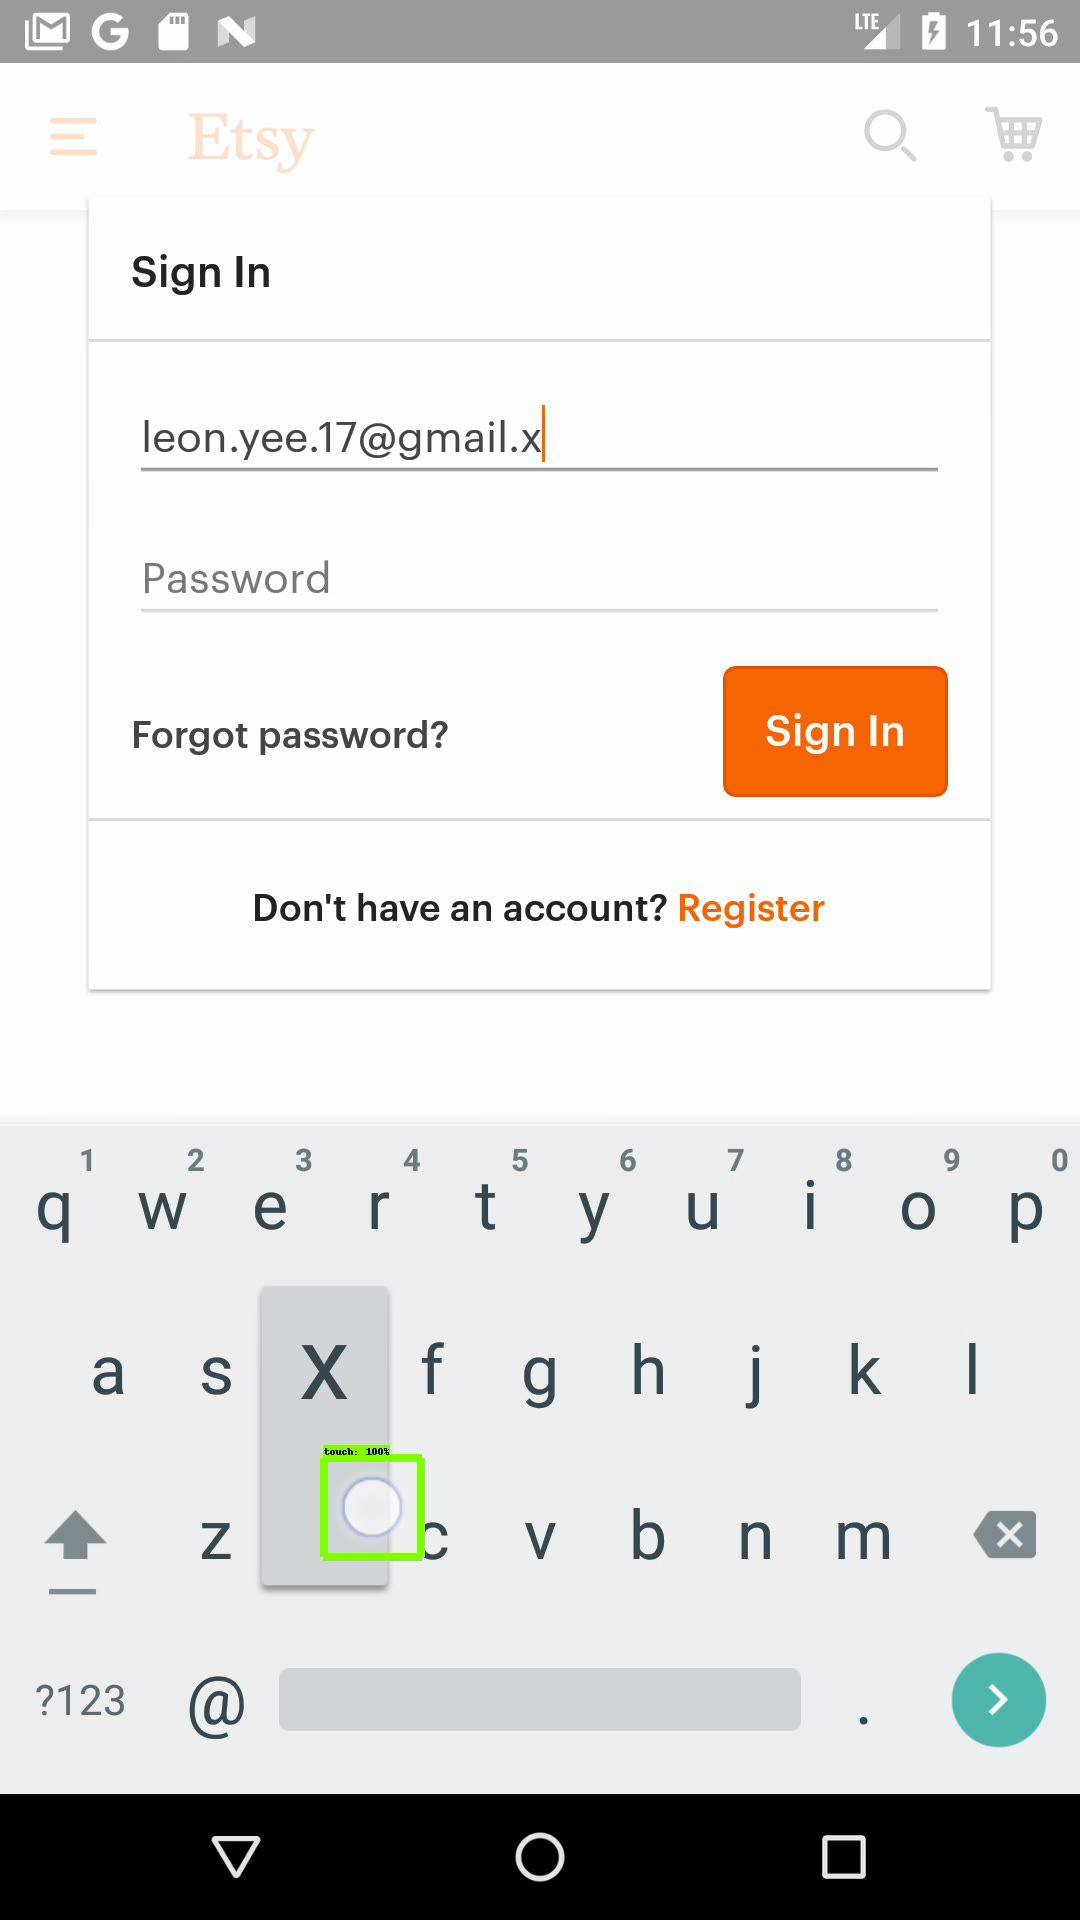 LTE 11:56
Etsy
Sign In
leon.yee.17@gmail.x
Password
Forgot password?
Sign In
Don't have an account? Register
1 2 3 4 5 6 7 8 9 0
q w e r t y u i o p
a s x f g h j k l
touch: 100%
z c v b n m
?123 @ .